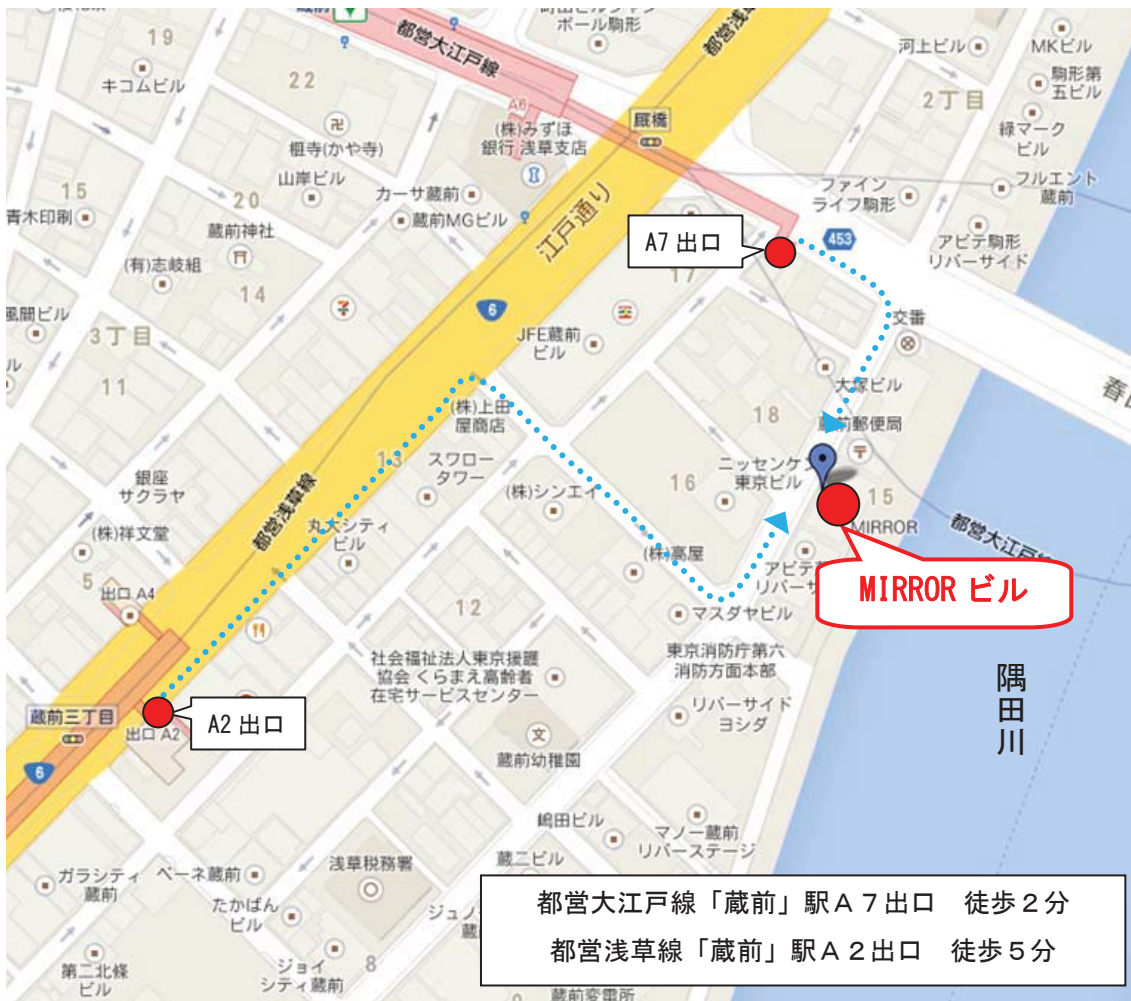 蔵前
都営大江戸線
ボール駒形
都営浅
河上ビル
MKビル
19
キコムビル
22
A6
駒形第
五ビル
2丁目
厩橋
(株)みずほ
銀行 浅草支店
緑マーク
ビル
榧寺(かや寺)
山岸ビル
カーサ蔵前
ファイン
ライフ駒形
フルエント
蔵前
15
青木印刷
20
蔵前MGビル
江戸通り
A7 出口
453
アビテ駒形
リバーサイド
蔵前神社
(有)志岐組
17
14
風間ビル
6
交番
3丁目
JFE蔵前
ビル
11
大塚ビル
春日
(株)上田
屋商店
18
蔵前郵便局
13
スワロー
タワー
ニッセンケン
東京ビル
銀座
サクラヤ
16
15
(株)シンエイ
都営浅草線
MIRROR
都営大江戸線
(株)祥文堂
丸大シティ
ビル
(株)高屋
アビテ
リバーサ
5
出口 A4
MIRROR ビル
12
マスダヤビル
社会福祉法人東京援護
協会 くらまえ高齢者
在宅サービスセンター
東京消防庁第六
消防方面本部
隅田川
蔵前三丁目
A2 出口
出口 A2
リバーサイド
ヨシダ
文
蔵前幼稚園
6
嶋田ビル
マノー蔵前
リバーステージ
ガラシティ
蔵前
ベーネ蔵前
浅草税務署
蔵二ビル
たかばん
ビル
ジュノ
蔵
都営大江戸線「蔵前」駅A7出口 徒歩2分
都営浅草線「蔵前」駅A2出口 徒歩5分
第二北條
ビル
ジョイ
シティ蔵前
8
9
蔵前変電所